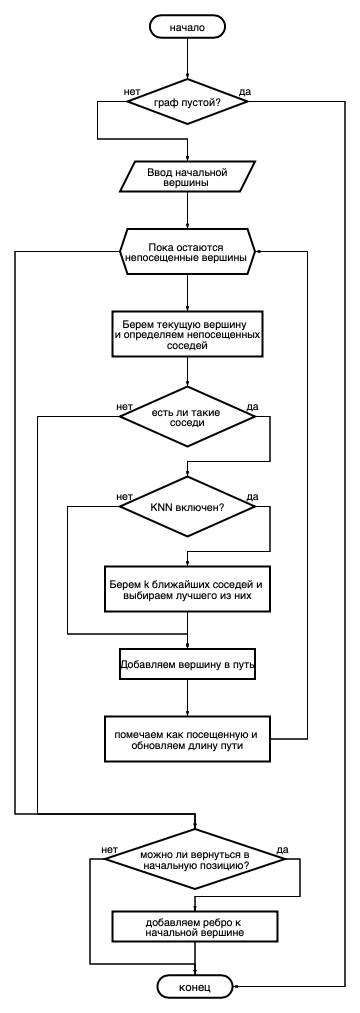 начало
нет
да
граф пустой?
Ввод начальной
вершины
Пока остаются
непосещенные вершины
Берем текущую вершину
и определяем непосещенных
соседей
нет
да
есть ли такие
соседи
нет
да
KNN включен?
Берем k ближайших соседей и
выбираем лучшего из них
Добавляем вершину в путь
помечаем как посещенную и
обновляем длину пути
нет
да
можно ли вернуться в
начальную позицию?
добавляем ребро к
начальной вершине
конец